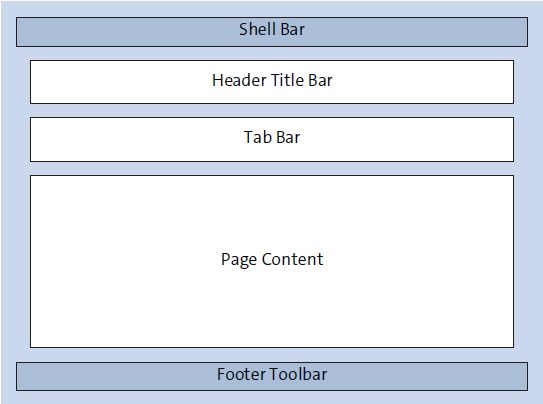 Shell Bar
Header Title Bar
Tab Bar
Page Content
Footer Toolbar